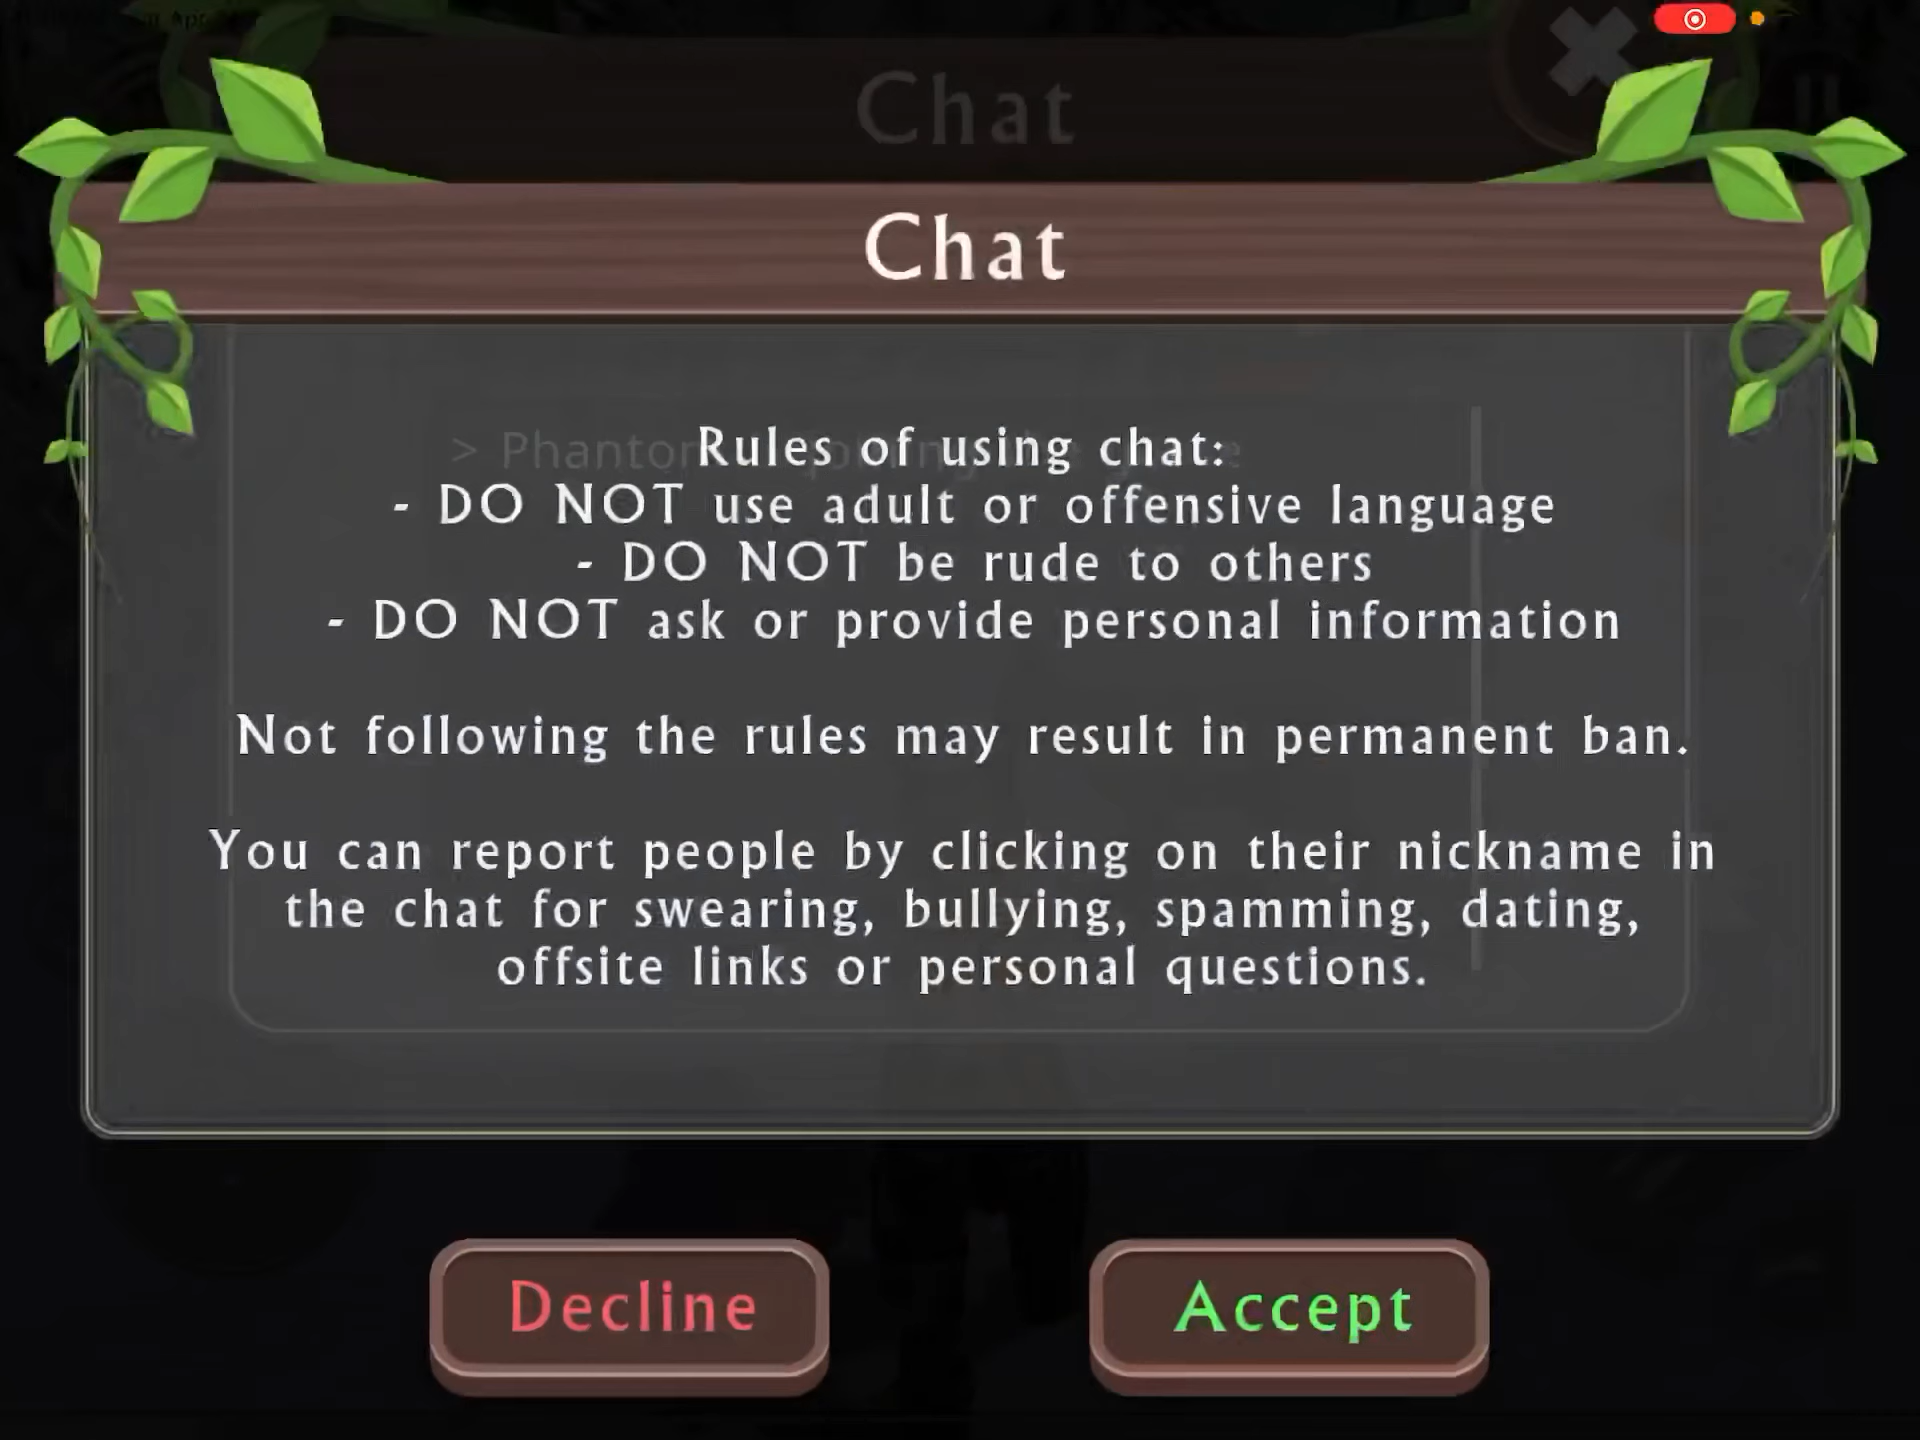 Chat
Chat
Rules of using chat:
- DO NOT use adult or offensive language
- DO NOT be rude to others
- DO NOT ask or provide personal information
Not following the rules may result in permanent ban.
You can report people by clicking on their nickname in
the chat for swearing, bullying, spamming, dating,
offsite links or personal questions.
Decline
Accept